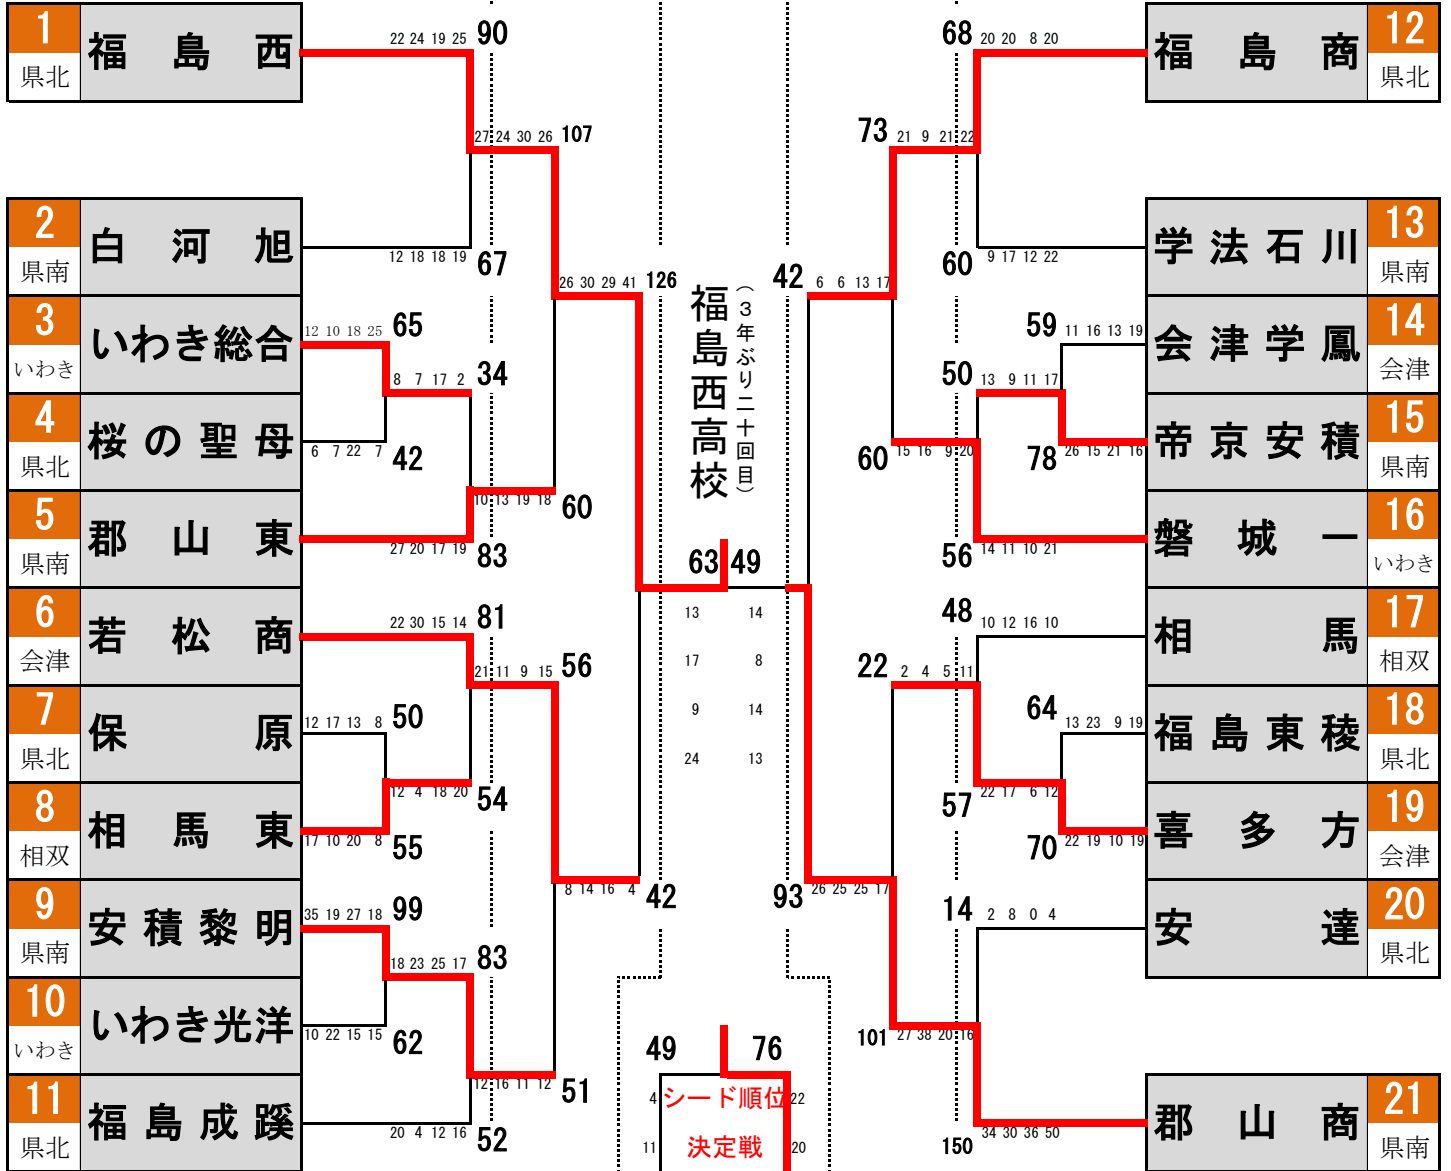 1 福島西 県北
22 24 19 25 90
27 24 30 26 107
2 白河旭 県南
12 18 18 19 67
26 30 29 41 126
3 いわき総合 いわき
12 10 18 25 65
8 7 17 2 34
4 桜の聖母 県北
6 7 22 7 42
10 13 19 18 60
5 郡山東 県南
27 20 17 19 83
6 若松商 会津
22 30 15 14 81
21 11 9 15 56
7 保原 県北
12 17 13 8 50
12 4 18 20 54
8 相馬東 相双
17 10 20 8 55
8 14 16 4 42
9 安積黎明 県南
35 19 27 18 99
18 23 25 17 83
10 いわき光洋 いわき
10 22 15 15 62
12 16 11 12 51
11 福島成蹊 県北
20 4 12 16 52
福島西高校
（３年ぶり二十回目）
63 49
13 14
17 8
9 14
24 13
49 76
4 シード順位 22
11 決定戦 20
68 20 20 8 20
12 福島商 県北
73 21 9 21 22
60 9 17 12 22
13 学法石川 県南
42 6 6 13 17
59 11 16 13 19
14 会津学鳳 会津
50 13 9 11 17
78 26 15 21 16
15 帝京安積 県南
60 15 16 9 20
56 14 11 10 21
16 磐城一 いわき
48 10 12 16 10
17 相馬 相双
22 2 4 5 11
64 13 23 9 19
18 福島東稜 県北
57 22 17 6 12
70 22 19 10 19
19 喜多方 会津
93 26 25 25 17
14 2 8 0 4
20 安達 県北
101 27 38 20 16
150 34 30 36 50
21 郡山商 県南